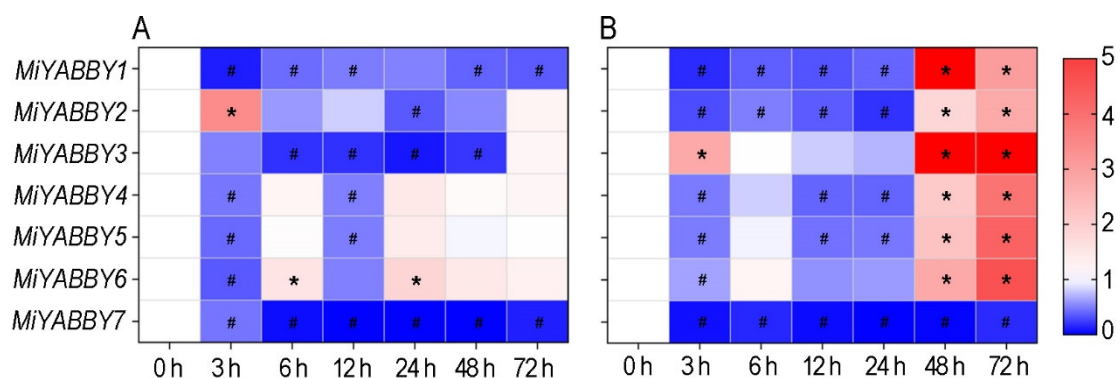 A B
MiYABBY1 # # # # # # # # # * * 5
MiYABBY2 * # # # # # * * 4
MiYABBY3 # # # # * * * 3
MiYABBY4 # # # # # * * 2
MiYABBY5 # # # # # * *
MiYABBY6 # * * # * * 1
MiYABBY7 # # # # # # # # # # # # 0
0 h 3 h 6 h 12 h 24 h 48 h 72 h 0 h 3 h 6 h 12 h 24 h 48 h 72 h